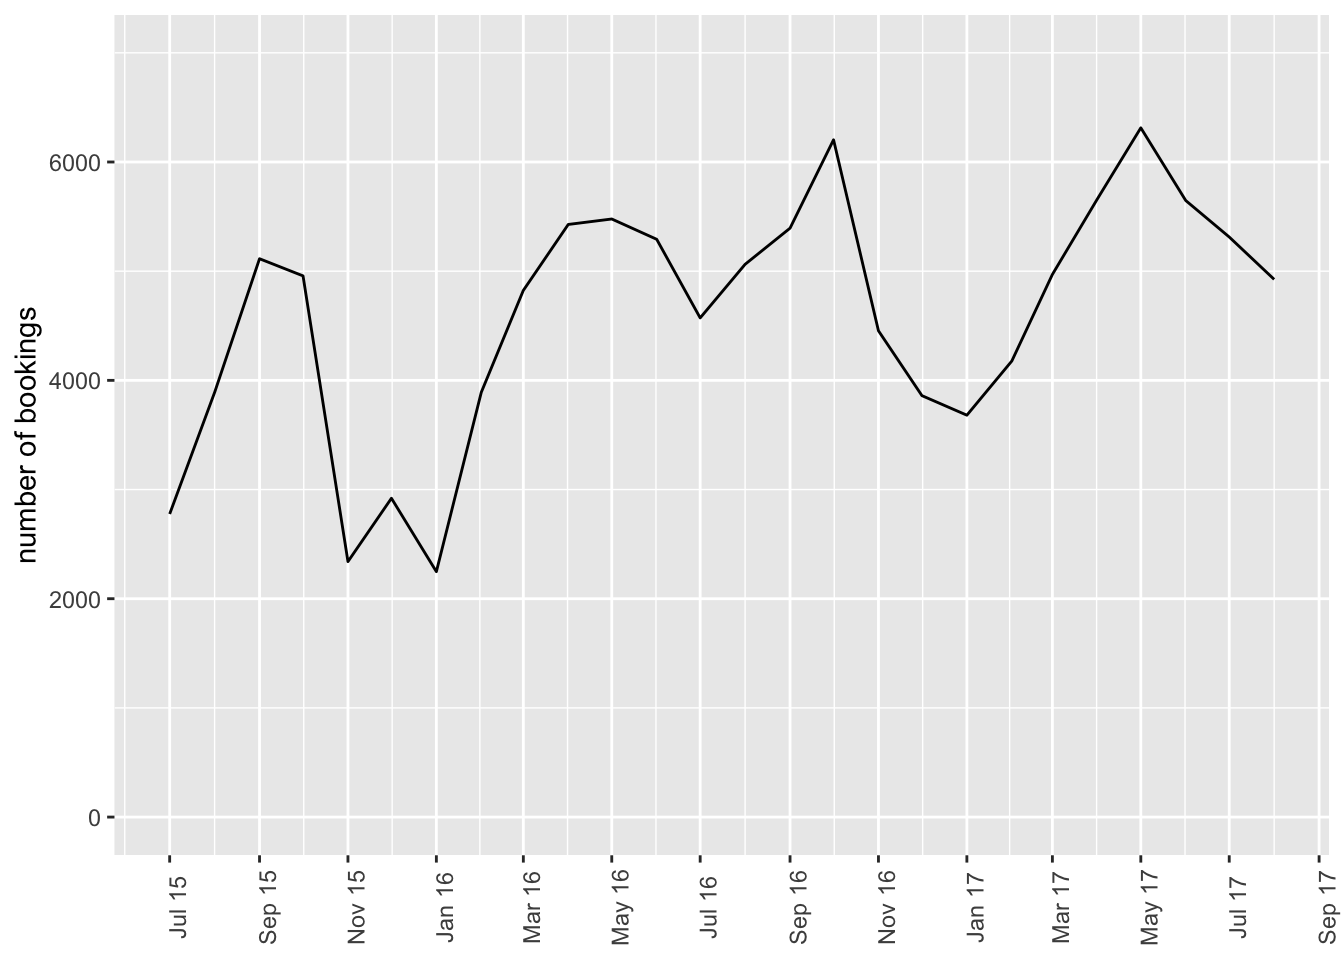 number of bookings
6000
4000
2000
0
Jul 15
Sep 15
Nov 15
Jan 16
Mar 16
May 16
Jul 16
Sep 16
Nov 16
Jan 17
Mar 17
May 17
Jul 17
Sep 17